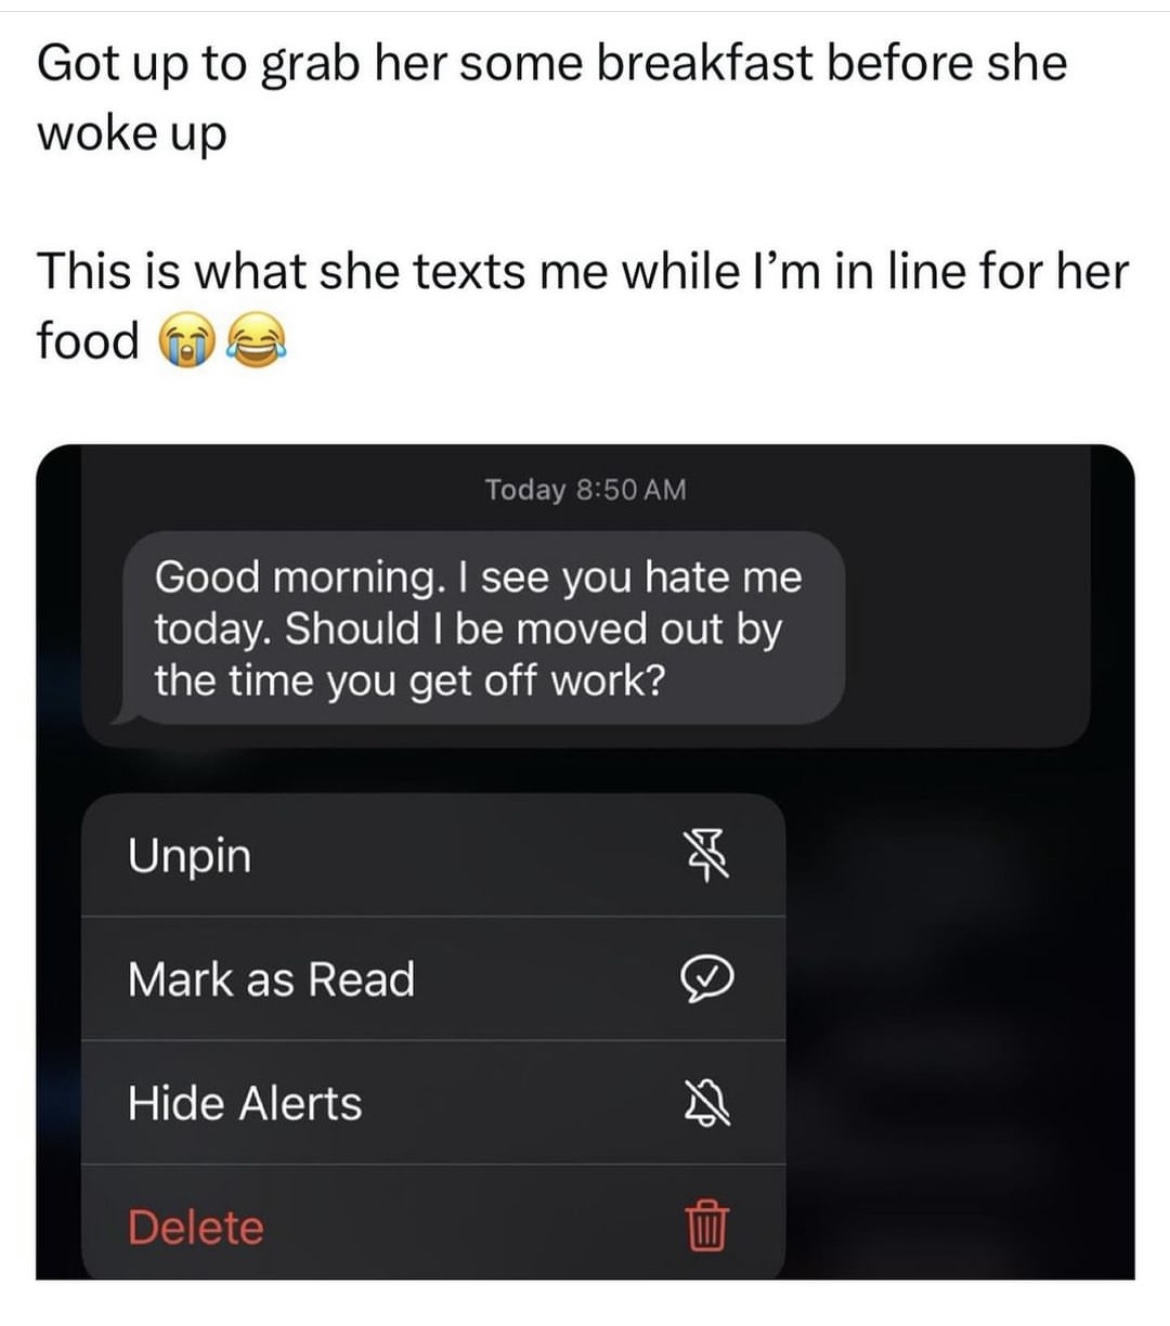 Got up to grab her some breakfast before she
woke up
This is what she texts me while I’m in line for her
food 😭😂
Today 8:50 AM
Good morning. I see you hate me
today. Should I be moved out by
the time you get off work?
Unpin
Mark as Read
Hide Alerts
Delete